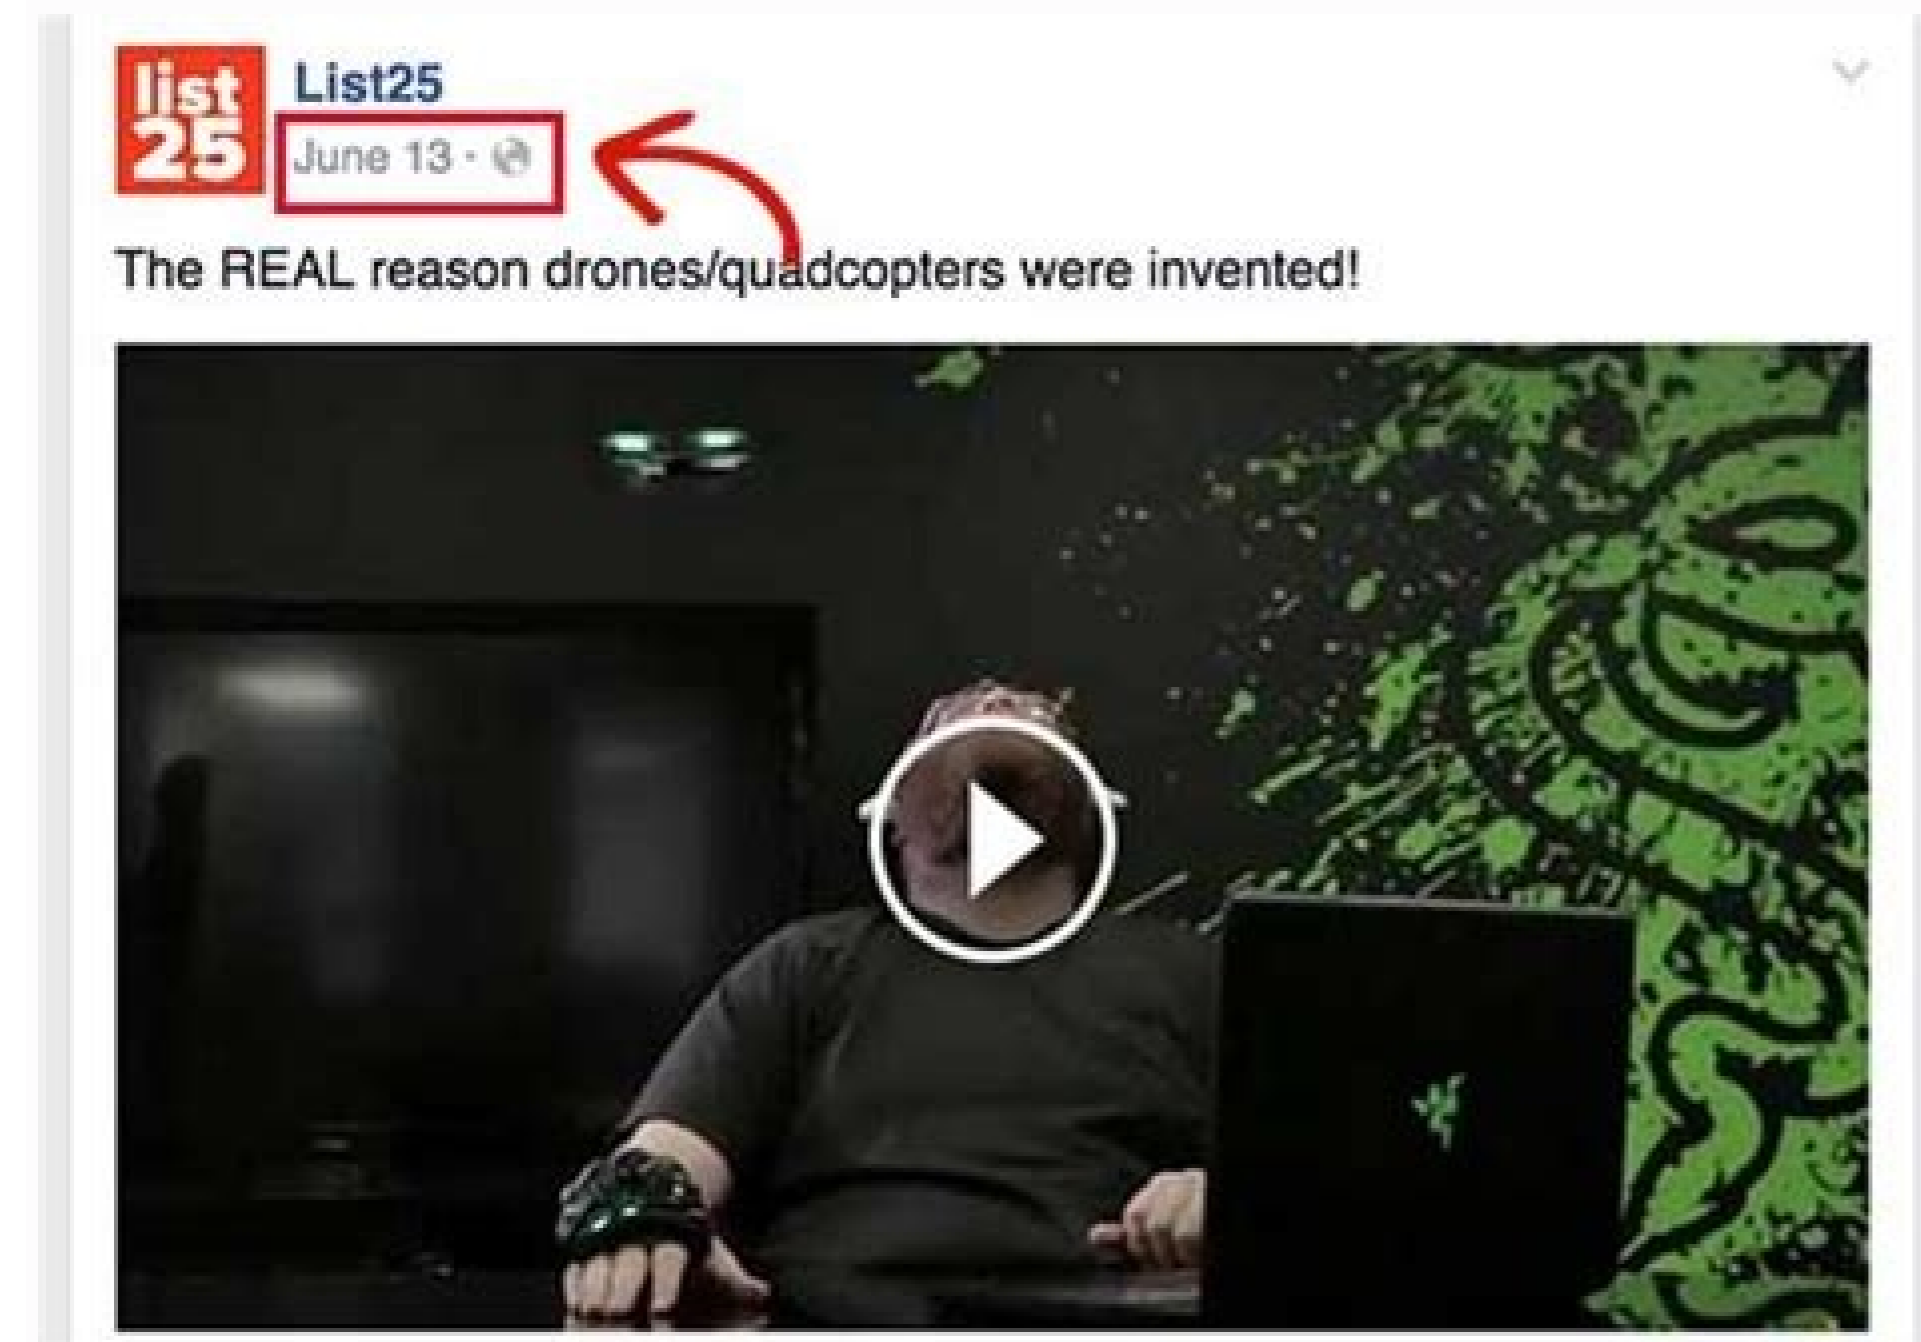 list
25
List25
June 13 ·
The REAL reason drones/quadcopters were invented!